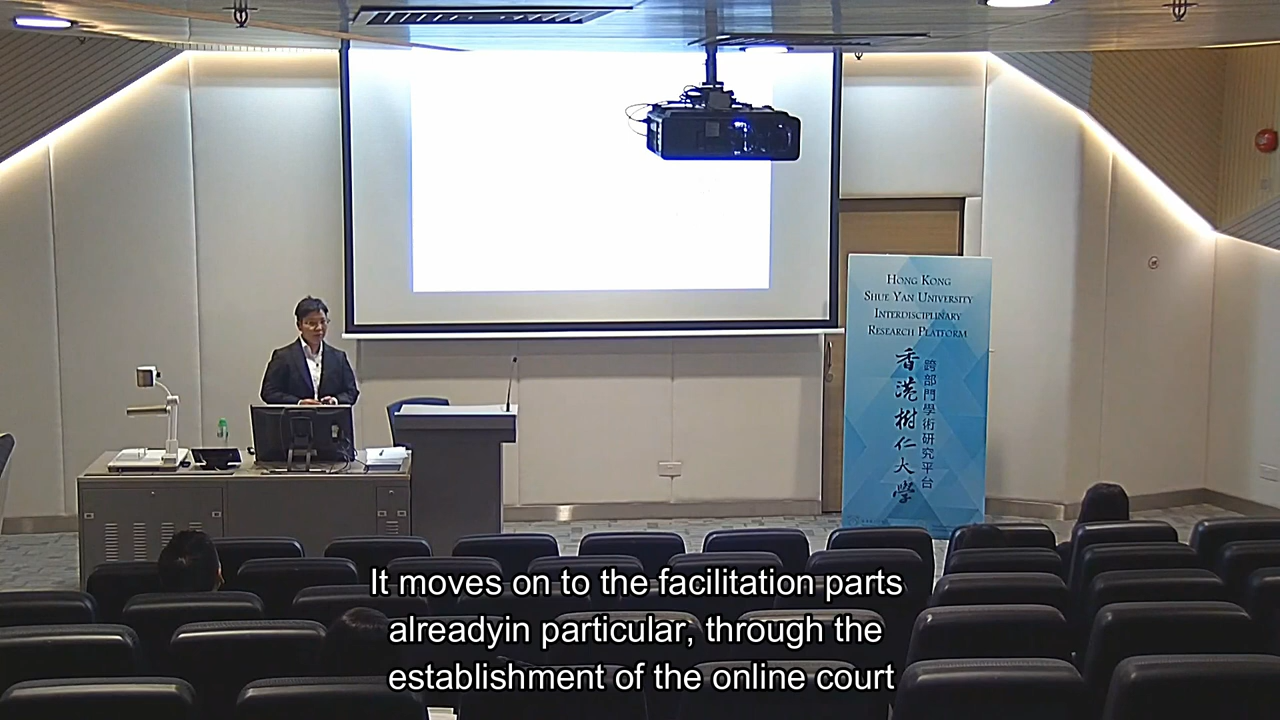 HONG KONG
SHUE YAN UNIVERSITY
INTERDISCIPLINARY
RESEARCH PLATFORM
香港樹仁大學
跨部門學術研究平台
It moves on to the facilitation parts
alreadyin particular, through the
establishment of the online court